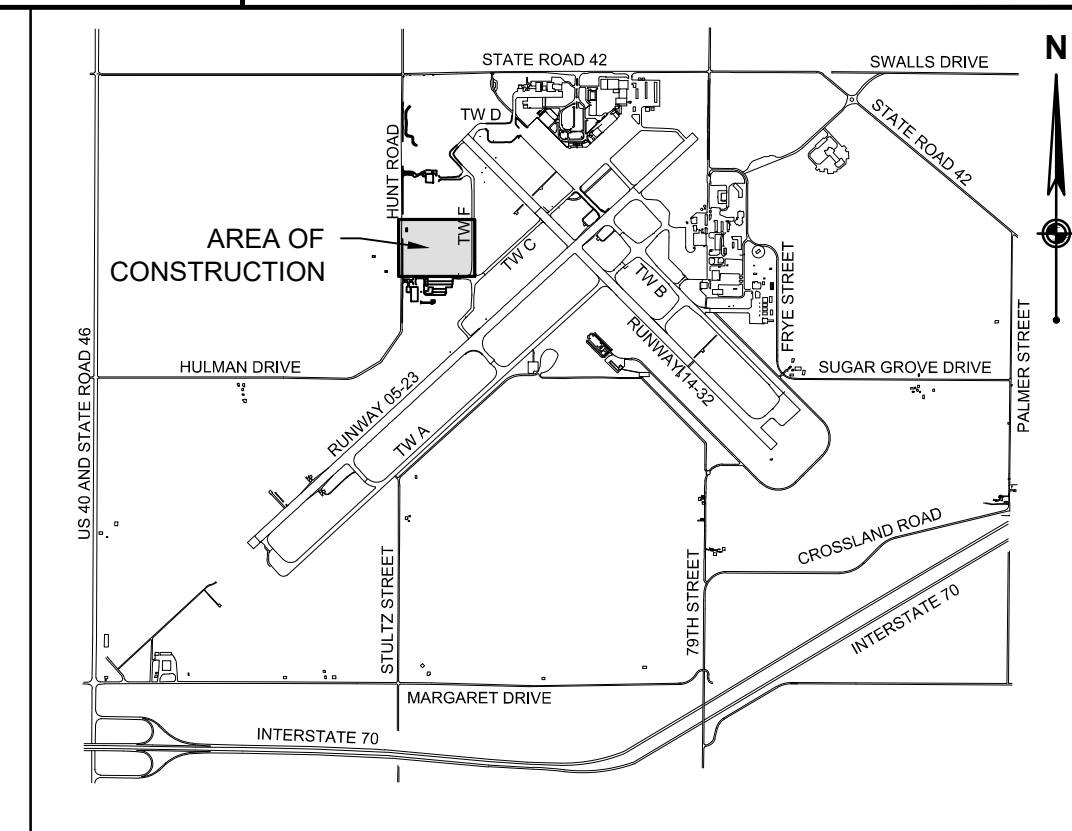 N
STATE ROAD 42
SWALLS DRIVE
TW D
STATE ROAD 42
HUNT ROAD
TW F
AREA OF
CONSTRUCTION
TW C
TW B
FRYE STREET
PALMER STREET
RUNWAY 14-32
HULMAN DRIVE
SUGAR GROVE DRIVE
US 40 AND STATE ROAD 46
RUNWAY 05-23
TW A
CROSSLAND ROAD
STULTZ STREET
79TH STREET
INTERSTATE 70
MARGARET DRIVE
INTERSTATE 70